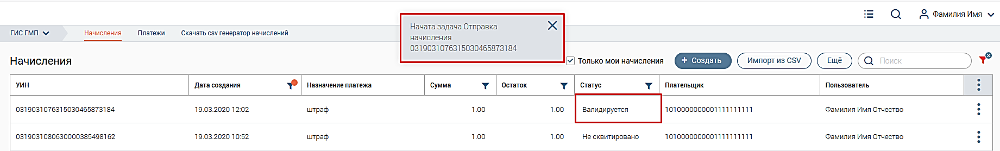 Фамилия Имя
ГИС ГМП Начисления Платежи Скачать csv генератор начислений
Начата задача Отправка
начисления
0319031076315030465873184
Начисления
Только мои начисления + Создать Импорт из CSV Ещё Поиск
УИН Дата создания Назначение платежа Сумма Остаток Статус Плательщик Пользователь
0319031076315030465873184 19.03.2020 12:02 штраф 1.00 1.00 Валидируется 1010000000001111111111 Фамилия Имя Отчество
0319031080630000385498162 19.03.2020 10:52 штраф 1.00 1.00 Не сквитировано 1010000000001111111111 Фамилия Имя Отчество